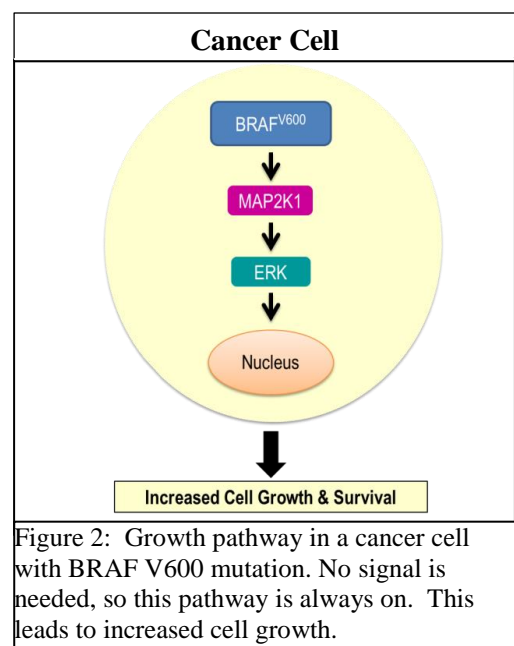 Cancer Cell
BRAFV600
MAP2K1
ERK
Nucleus
Increased Cell Growth & Survival
Figure 2:  Growth pathway in a cancer cell
with BRAF V600 mutation. No signal is
needed, so this pathway is always on.  This
leads to increased cell growth.